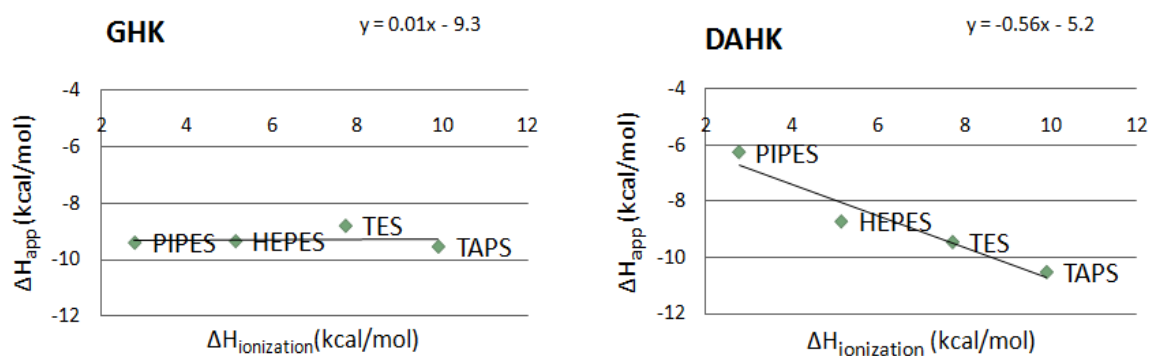 GHK
y = 0.01x - 9.3
-4
2 4 6 8 10 12
-6
-8
TES
PIPES HEPES
TAPS
-10
-12
ΔHapp (kcal/mol)
ΔHionization(kcal/mol)
DAHK
y = -0.56x - 5.2
-4
2 4 6 8 10 12
-6
PIPES
-8
HEPES
TES
-10
TAPS
-12
ΔHapp (kcal/mol)
ΔHionization (kcal/mol)